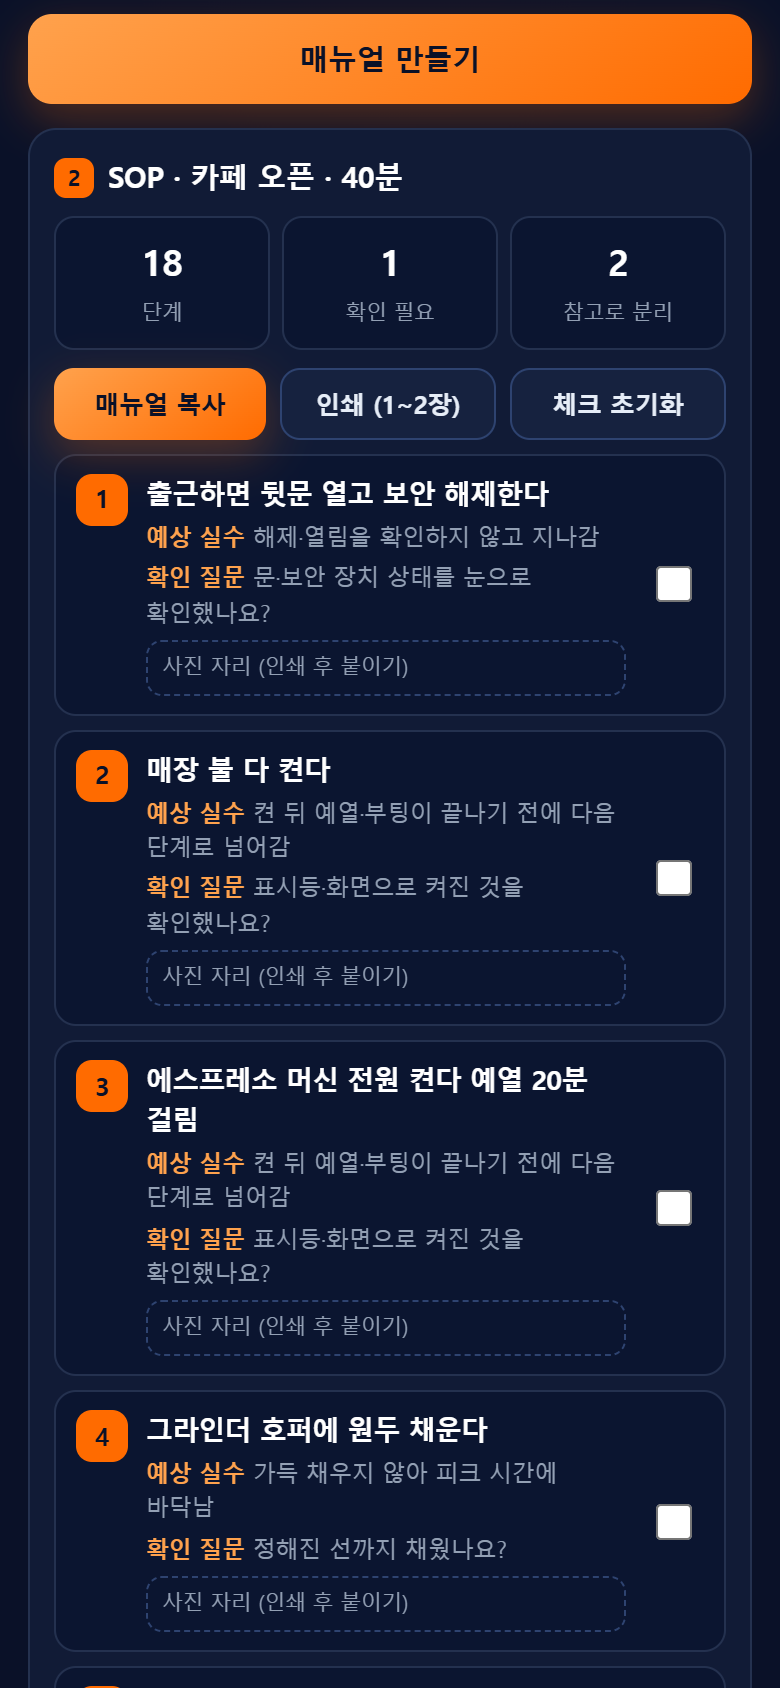 매뉴얼 만들기
2 SOP · 카페 오픈 · 40분
18 1 2
단계 확인 필요 참고로 분리
매뉴얼 복사 인쇄 (1~2장) 체크 초기화
1 출근하면 뒷문 열고 보안 해제한다
예상 실수 해제·열림을 확인하지 않고 지나감
확인 질문 문·보안 장치 상태를 눈으로
확인했나요?
사진 자리 (인쇄 후 붙이기)
2 매장 불 다 켠다
예상 실수 켠 뒤 예열·부팅이 끝나기 전에 다음
단계로 넘어감
확인 질문 표시등·화면으로 켜진 것을
확인했나요?
사진 자리 (인쇄 후 붙이기)
3 에스프레소 머신 전원 켠다 예열 20분
걸림
예상 실수 켠 뒤 예열·부팅이 끝나기 전에 다음
단계로 넘어감
확인 질문 표시등·화면으로 켜진 것을
확인했나요?
사진 자리 (인쇄 후 붙이기)
4 그라인더 호퍼에 원두 채운다
예상 실수 가득 채우지 않아 피크 시간에
바닥남
확인 질문 정해진 선까지 채웠나요?
사진 자리 (인쇄 후 붙이기)